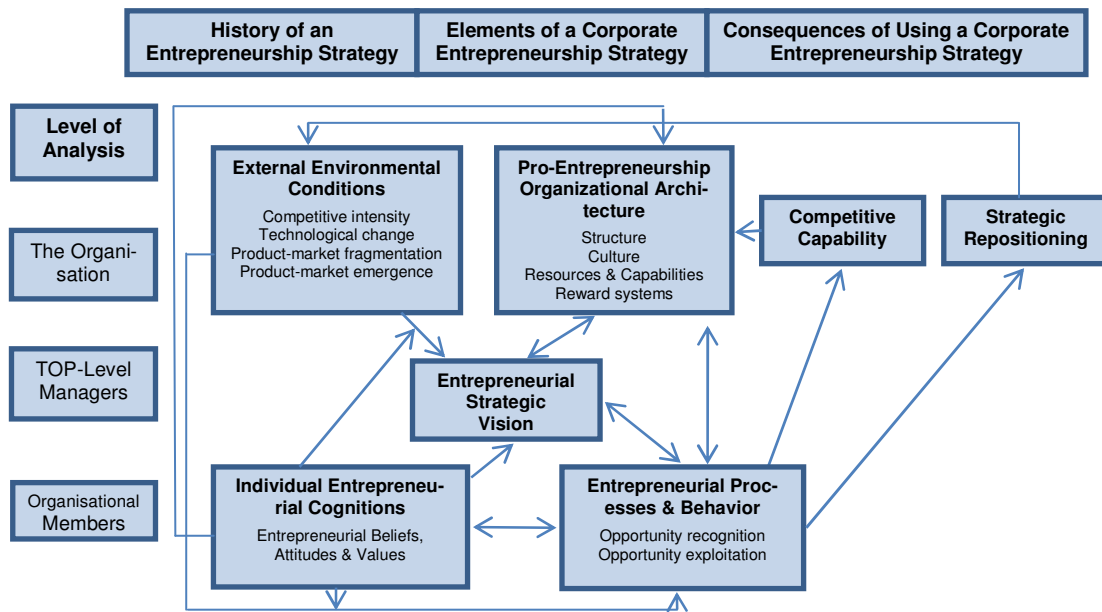 History of an
Entrepreneurship Strategy
Elements of a Corporate
Entrepreneurship Strategy
Consequences of Using a Corporate
Entrepreneurship Strategy
Level of
Analysis
External Environmental
Conditions
Competitive intensity
Technological change
Product-market fragmentation
Product-market emergence
Pro-Entrepreneurship
Organizational Archi-
tecture
Structure
Culture
Resources & Capabilities
Reward systems
Competitive
Capability
Strategic
Repositioning
The Organi-
sation
TOP-Level
Managers
Entrepreneurial
Strategic
Vision
Organisational
Members
Individual Entrepreneu-
rial Cognitions
Entrepreneurial Beliefs,
Attitudes & Values
Entrepreneurial Proc-
esses & Behavior
Opportunity recognition
Opportunity exploitation